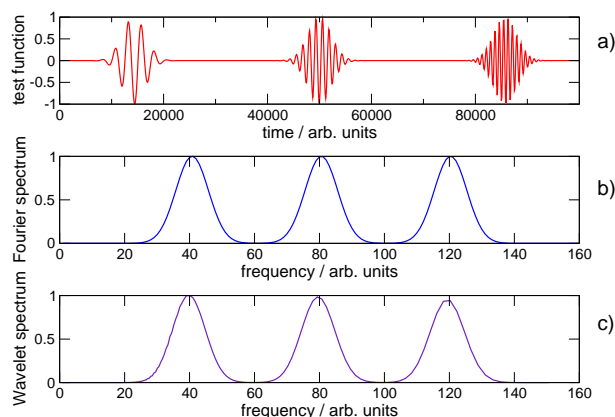 test function
1
0.5
0
-0.5
-1
20000 40000 60000 80000
time / arb. units
a)
Fourier spectrum
1
0.5
0
0 20 40 60 80 100 120 140 160
frequency / arb. units
b)
Wavelet spectrum
1
0.5
0
0 20 40 60 80 100 120 140 160
frequency / arb. units
c)